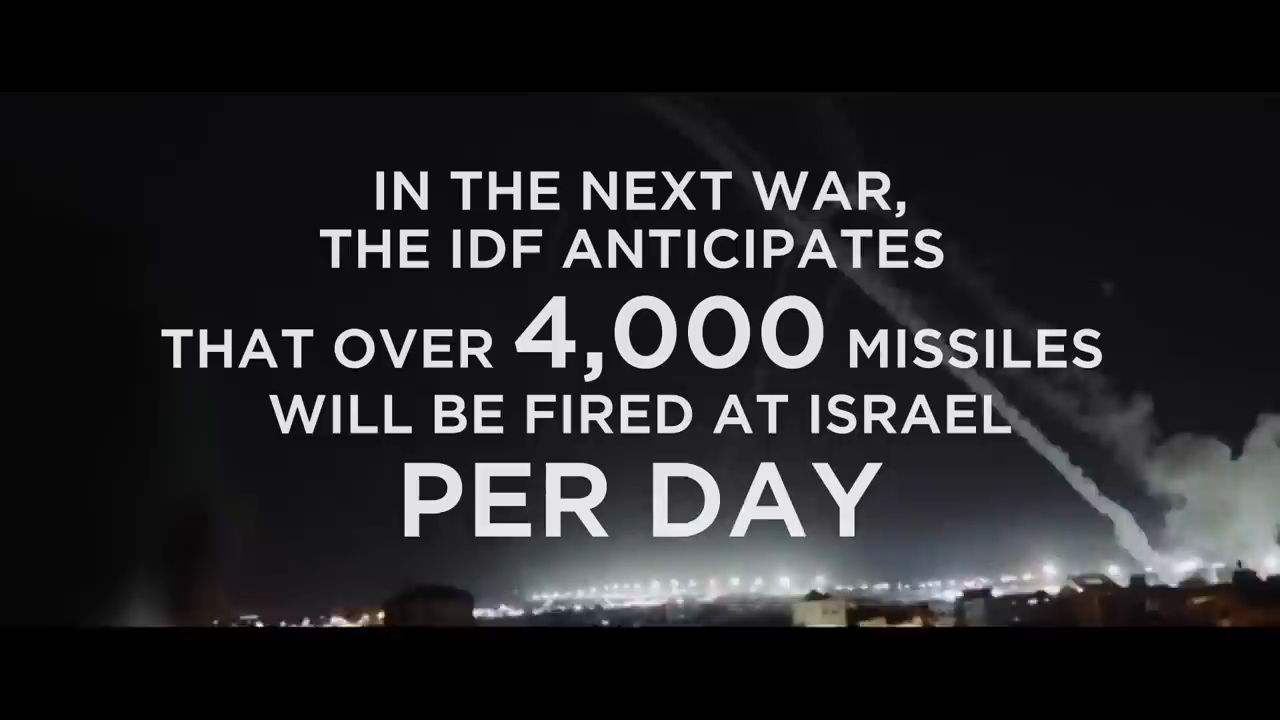 IN THE NEXT WAR,
THE IDF ANTICIPATES
THAT OVER 4,000 MISSILES
WILL BE FIRED AT ISRAEL
PER DAY